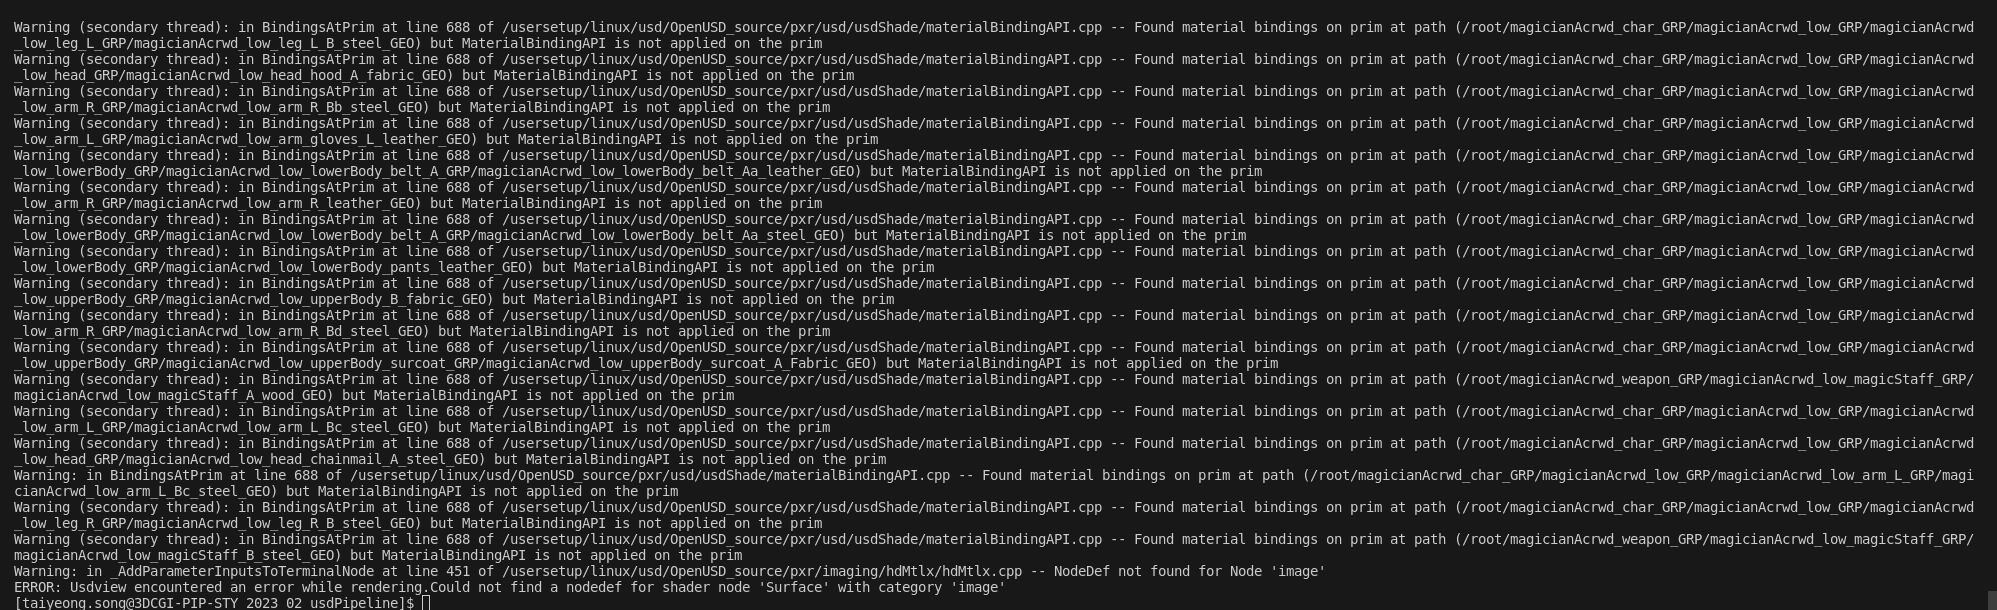 Warning (secondary thread): in BindingsAtPrim at line 688 of /usersetup/linux/usd/OpenUSD_source/pxr/usd/usdShade/materialBindingAPI.cpp -- Found material bindings on prim at path (/root/magicianAcrwd_char_GRP/magicianAcrwd_low_GRP/magicianAcrwd
_low_leg_L_GRP/magicianAcrwd_low_leg_L_B_steel_GEO) but MaterialBindingAPI is not applied on the prim
Warning (secondary thread): in BindingsAtPrim at line 688 of /usersetup/linux/usd/OpenUSD_source/pxr/usd/usdShade/materialBindingAPI.cpp -- Found material bindings on prim at path (/root/magicianAcrwd_char_GRP/magicianAcrwd_low_GRP/magicianAcrwd
_low_head_GRP/magicianAcrwd_low_head_hood_A_fabric_GEO) but MaterialBindingAPI is not applied on the prim
Warning (secondary thread): in BindingsAtPrim at line 688 of /usersetup/linux/usd/OpenUSD_source/pxr/usd/usdShade/materialBindingAPI.cpp -- Found material bindings on prim at path (/root/magicianAcrwd_char_GRP/magicianAcrwd_low_GRP/magicianAcrwd
_low_arm_R_GRP/magicianAcrwd_low_arm_R_Bb_steel_GEO) but MaterialBindingAPI is not applied on the prim
Warning (secondary thread): in BindingsAtPrim at line 688 of /usersetup/linux/usd/OpenUSD_source/pxr/usd/usdShade/materialBindingAPI.cpp -- Found material bindings on prim at path (/root/magicianAcrwd_char_GRP/magicianAcrwd_low_GRP/magicianAcrwd
_low_arm_L_GRP/magicianAcrwd_low_arm_gloves_L_leather_GEO) but MaterialBindingAPI is not applied on the prim
Warning (secondary thread): in BindingsAtPrim at line 688 of /usersetup/linux/usd/OpenUSD_source/pxr/usd/usdShade/materialBindingAPI.cpp -- Found material bindings on prim at path (/root/magicianAcrwd_char_GRP/magicianAcrwd_low_GRP/magicianAcrwd
_low_lowerBody_GRP/magicianAcrwd_low_lowerBody_belt_A_GRP/magicianAcrwd_low_lowerBody_belt_Aa_leather_GEO) but MaterialBindingAPI is not applied on the prim
Warning (secondary thread): in BindingsAtPrim at line 688 of /usersetup/linux/usd/OpenUSD_source/pxr/usd/usdShade/materialBindingAPI.cpp -- Found material bindings on prim at path (/root/magicianAcrwd_char_GRP/magicianAcrwd_low_GRP/magicianAcrwd
_low_arm_R_GRP/magicianAcrwd_low_arm_R_leather_GEO) but MaterialBindingAPI is not applied on the prim
Warning (secondary thread): in BindingsAtPrim at line 688 of /usersetup/linux/usd/OpenUSD_source/pxr/usd/usdShade/materialBindingAPI.cpp -- Found material bindings on prim at path (/root/magicianAcrwd_char_GRP/magicianAcrwd_low_GRP/magicianAcrwd
_low_lowerBody_GRP/magicianAcrwd_low_lowerBody_belt_A_GRP/magicianAcrwd_low_lowerBody_belt_Aa_steel_GEO) but MaterialBindingAPI is not applied on the prim
Warning (secondary thread): in BindingsAtPrim at line 688 of /usersetup/linux/usd/OpenUSD_source/pxr/usd/usdShade/materialBindingAPI.cpp -- Found material bindings on prim at path (/root/magicianAcrwd_char_GRP/magicianAcrwd_low_GRP/magicianAcrwd
_low_lowerBody_GRP/magicianAcrwd_low_lowerBody_pants_leather_GEO) but MaterialBindingAPI is not applied on the prim
Warning (secondary thread): in BindingsAtPrim at line 688 of /usersetup/linux/usd/OpenUSD_source/pxr/usd/usdShade/materialBindingAPI.cpp -- Found material bindings on prim at path (/root/magicianAcrwd_char_GRP/magicianAcrwd_low_GRP/magicianAcrwd
_low_upperBody_GRP/magicianAcrwd_low_upperBody_B_fabric_GEO) but MaterialBindingAPI is not applied on the prim
Warning (secondary thread): in BindingsAtPrim at line 688 of /usersetup/linux/usd/OpenUSD_source/pxr/usd/usdShade/materialBindingAPI.cpp -- Found material bindings on prim at path (/root/magicianAcrwd_char_GRP/magicianAcrwd_low_GRP/magicianAcrwd
_low_arm_R_GRP/magicianAcrwd_low_arm_R_Bd_steel_GEO) but MaterialBindingAPI is not applied on the prim
Warning (secondary thread): in BindingsAtPrim at line 688 of /usersetup/linux/usd/OpenUSD_source/pxr/usd/usdShade/materialBindingAPI.cpp -- Found material bindings on prim at path (/root/magicianAcrwd_char_GRP/magicianAcrwd_low_GRP/magicianAcrwd
_low_upperBody_GRP/magicianAcrwd_low_upperBody_surcoat_GRP/magicianAcrwd_low_upperBody_surcoat_A_Fabric_GEO) but MaterialBindingAPI is not applied on the prim
Warning (secondary thread): in BindingsAtPrim at line 688 of /usersetup/linux/usd/OpenUSD_source/pxr/usd/usdShade/materialBindingAPI.cpp -- Found material bindings on prim at path (/root/magicianAcrwd_weapon_GRP/magicianAcrwd_low_magicStaff_GRP/
magicianAcrwd_low_magicStaff_A_wood_GEO) but MaterialBindingAPI is not applied on the prim
Warning (secondary thread): in BindingsAtPrim at line 688 of /usersetup/linux/usd/OpenUSD_source/pxr/usd/usdShade/materialBindingAPI.cpp -- Found material bindings on prim at path (/root/magicianAcrwd_char_GRP/magicianAcrwd_low_GRP/magicianAcrwd
_low_arm_L_GRP/magicianAcrwd_low_arm_L_Bc_steel_GEO) but MaterialBindingAPI is not applied on the prim
Warning (secondary thread): in BindingsAtPrim at line 688 of /usersetup/linux/usd/OpenUSD_source/pxr/usd/usdShade/materialBindingAPI.cpp -- Found material bindings on prim at path (/root/magicianAcrwd_char_GRP/magicianAcrwd_low_GRP/magicianAcrwd
_low_head_GRP/magicianAcrwd_low_head_chainmail_A_steel_GEO) but MaterialBindingAPI is not applied on the prim
Warning: in BindingsAtPrim at line 688 of /usersetup/linux/usd/OpenUSD_source/pxr/usd/usdShade/materialBindingAPI.cpp -- Found material bindings on prim at path (/root/magicianAcrwd_char_GRP/magicianAcrwd_low_GRP/magicianAcrwd_low_arm_L_GRP/magi
cianAcrwd_low_arm_L_Bc_steel_GEO) but MaterialBindingAPI is not applied on the prim
Warning (secondary thread): in BindingsAtPrim at line 688 of /usersetup/linux/usd/OpenUSD_source/pxr/usd/usdShade/materialBindingAPI.cpp -- Found material bindings on prim at path (/root/magicianAcrwd_char_GRP/magicianAcrwd_low_GRP/magicianAcrwd
_low_leg_R_GRP/magicianAcrwd_low_leg_R_B_steel_GEO) but MaterialBindingAPI is not applied on the prim
Warning (secondary thread): in BindingsAtPrim at line 688 of /usersetup/linux/usd/OpenUSD_source/pxr/usd/usdShade/materialBindingAPI.cpp -- Found material bindings on prim at path (/root/magicianAcrwd_weapon_GRP/magicianAcrwd_low_magicStaff_GRP/
magicianAcrwd_low_magicStaff_B_steel_GEO) but MaterialBindingAPI is not applied on the prim
Warning: in _AddParameterInputsToTerminalNode at line 451 of /usersetup/linux/usd/OpenUSD_source/pxr/imaging/hdMtlx/hdMtlx.cpp -- NodeDef not found for Node 'image'
ERROR: Usdview encountered an error while rendering.Could not find a nodedef for shader node 'Surface' with category 'image'
[taiyeong.song@3DCGI-PIP-STY 2023_02_usdPipeline]$